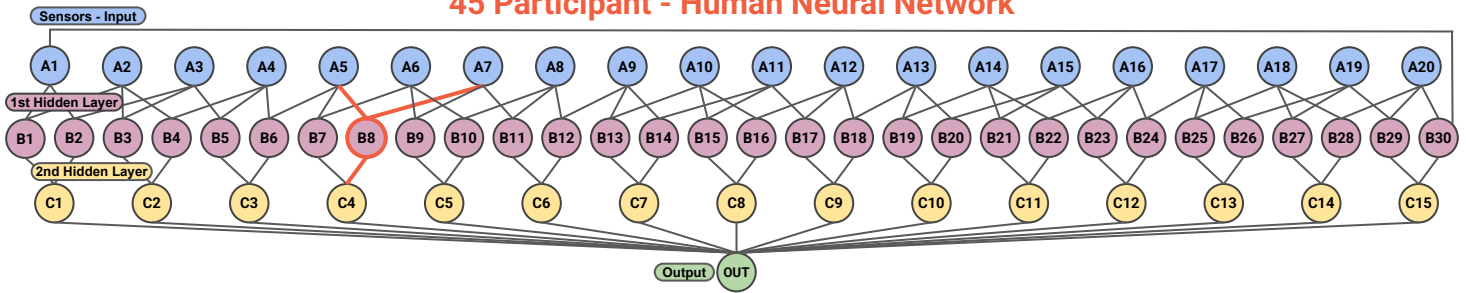 45 Participant - Human Neural Network
Sensors - Input
A1 A2 A3 A4 A5 A6 A7 A8 A9 A10 A11 A12 A13 A14 A15 A16 A17 A18 A19 A20
1st Hidden Layer
B1 B2 B3 B4 B5 B6 B7 B8 B9 B10 B11 B12 B13 B14 B15 B16 B17 B18 B19 B20 B21 B22 B23 B24 B25 B26 B27 B28 B29 B30
2nd Hidden Layer
C1 C2 C3 C4 C5 C6 C7 C8 C9 C10 C11 C12 C13 C14 C15
Output OUT